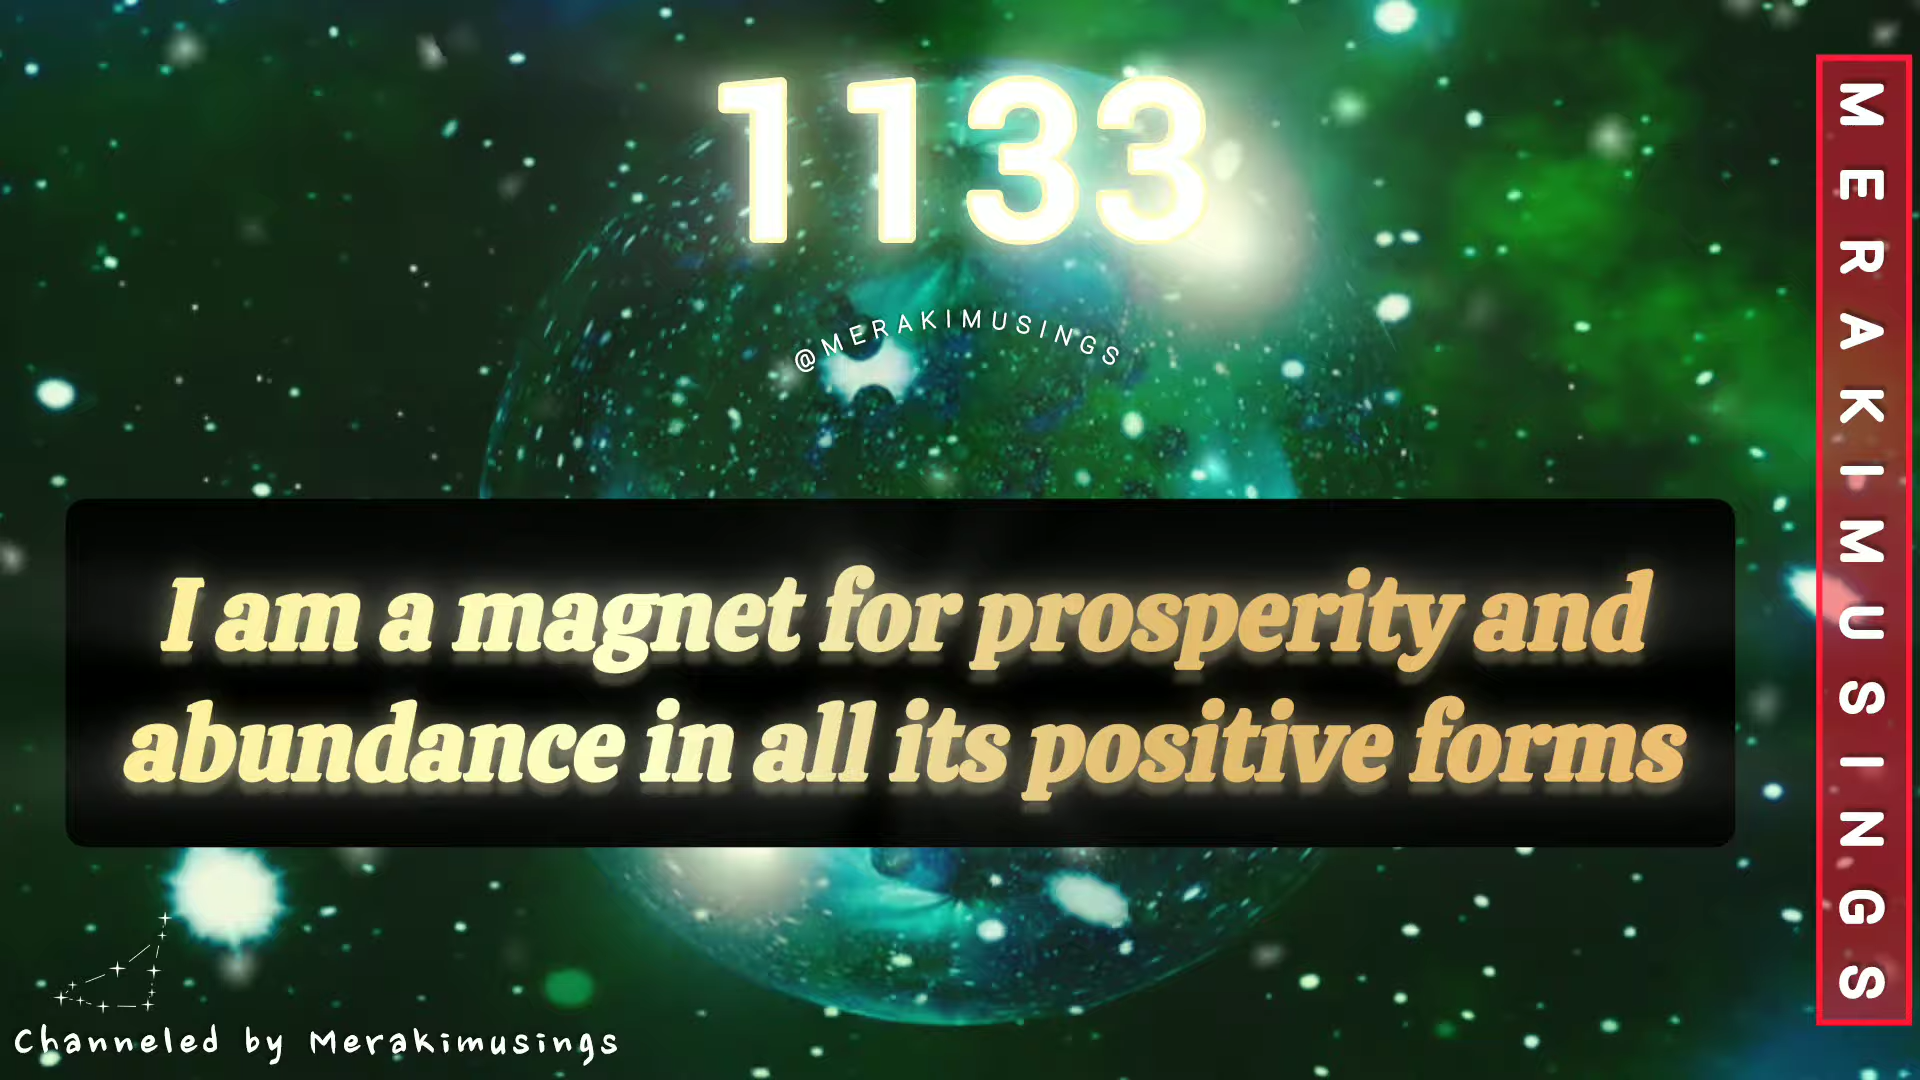 1133
@MERAKIMUSINGS
I am a magnet for prosperity and
abundance in all its positive forms
Channeled by Merakimusings
MERAKIMUSINGS